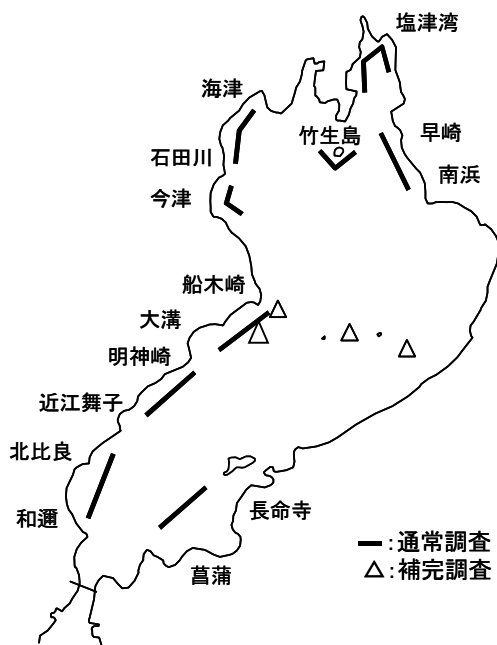 塩津湾
海津
竹生島
早崎
石田川
南浜
今津
船木崎
大溝
明神崎
近江舞子
北比良
和邇
長命寺
菖蒲
:通常調査
△:補完調査